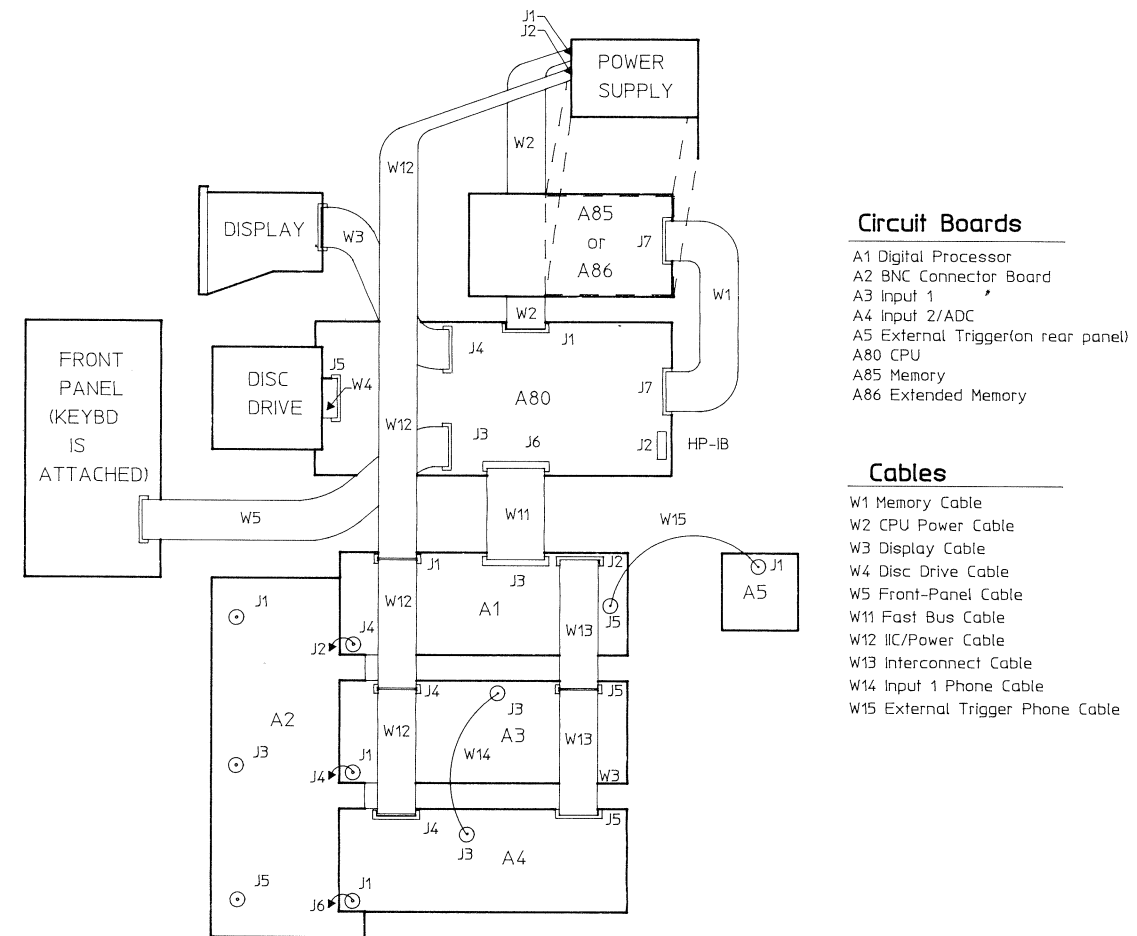 J1
J2
POWER
SUPPLY
W2
W12
DISPLAY
W3
A85
or
A86
J7
W1
W2
J1
J4
FRONT
PANEL
(KEYBD
IS
ATTACHED)
DISC
DRIVE
J5
W4
A80
J7
W12
J3
J6
J2
HP-IB
W5
W11
W15
J1
J3
J2
J1
A5
W12
A1
W13
J5
J4
J2
J1
A2
J4
J3
J5
W12
W14
A3
W13
J3
J1
J4
W3
J4
J3
J5
A4
J5
J1
J6
Circuit Boards
A1 Digital Processor
A2 BNC Connector Board
A3 Input 1
A4 Input 2/ADC
A5 External Trigger(on rear panel)
A80 CPU
A85 Memory
A86 Extended Memory
Cables
W1 Memory Cable
W2 CPU Power Cable
W3 Display Cable
W4 Disc Drive Cable
W5 Front-Panel Cable
W11 Fast Bus Cable
W12 IIC/Power Cable
W13 Interconnect Cable
W14 Input 1 Phone Cable
W15 External Trigger Phone Cable